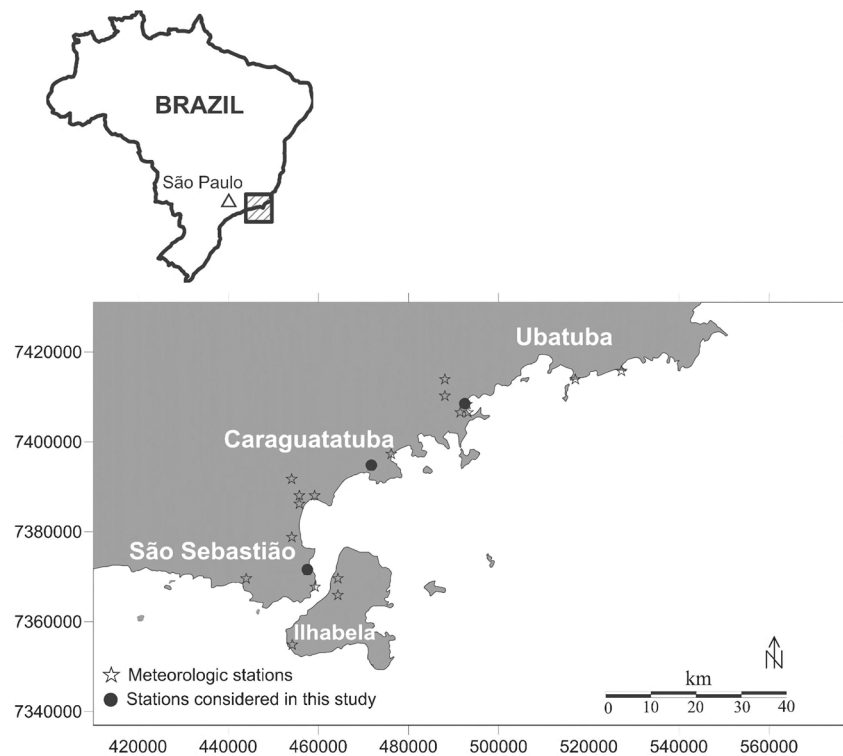 BRAZIL
São Paulo
Ubatuba
7420000
7400000
Caraguatatuba
7380000
São Sebastião
7360000
Ilhabela
N
Meteorologic stations
km
Stations considered in this study
0 10 20 30 40
7340000
420000 440000 460000 480000 500000 520000 540000 560000